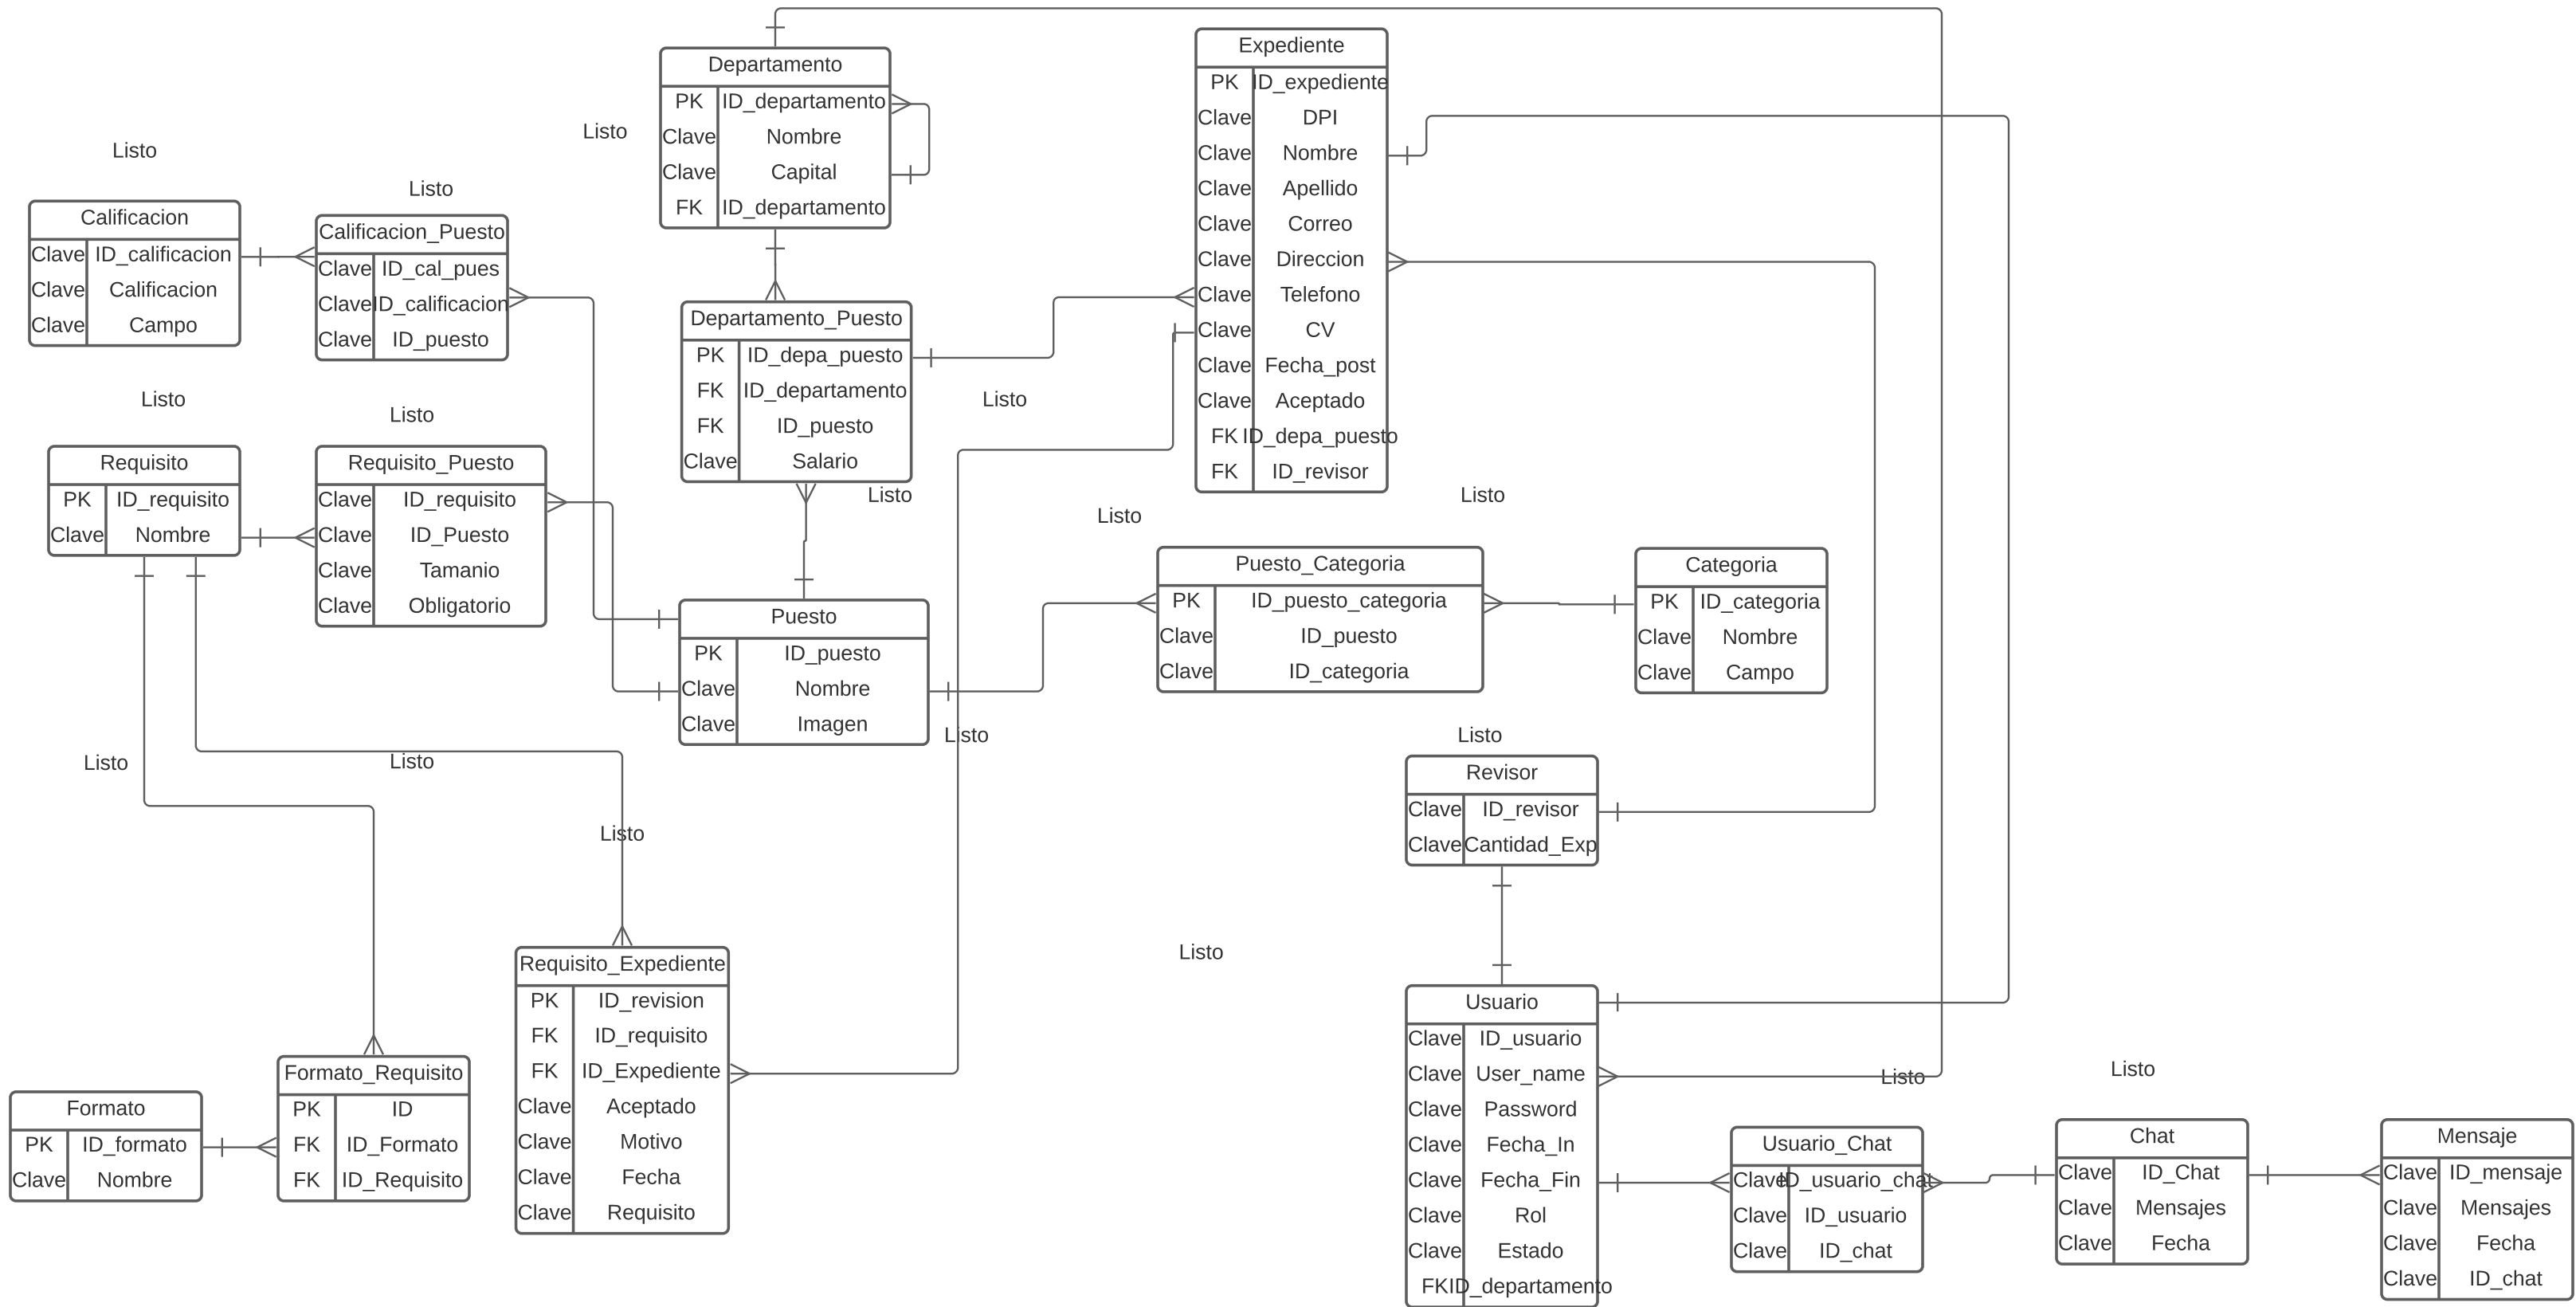 Departamento
PK ID_departamento
Clave Nombre
Clave Capital
FK ID_departamento
Listo
Expediente
PK ID_expediente
Clave DPI
Clave Nombre
Clave Apellido
Clave Correo
Clave Direccion
Clave Telefono
Clave CV
Clave Fecha_post
Clave Aceptado
FK ID_depa_puesto
FK ID_revisor
Listo
Calificacion
Clave ID_calificacion
Clave Calificacion
Clave Campo
Listo
Calificacion_Puesto
Clave ID_cal_pues
Clave ID_calificacion
Clave ID_puesto
Departamento_Puesto
PK ID_depa_puesto
FK ID_departamento
FK ID_puesto
Clave Salario
Listo
Listo
Listo
Requisito
PK ID_requisito
Clave Nombre
Listo
Requisito_Puesto
Clave ID_requisito
Clave ID_Puesto
Clave Tamanio
Clave Obligatorio
Puesto
PK ID_puesto
Clave Nombre
Clave Imagen
Listo
Listo
Puesto_Categoria
PK ID_puesto_categoria
Clave ID_puesto
Clave ID_categoria
Listo
Categoria
PK ID_categoria
Clave Nombre
Clave Campo
Listo
Revisor
Clave ID_revisor
Clave Cantidad_Exp
Listo
Listo
Listo
Requisito_Expediente
PK ID_revision
FK ID_requisito
FK ID_Expediente
Clave Aceptado
Clave Motivo
Clave Fecha
Clave Requisito
Formato
PK ID_formato
Clave Nombre
Formato_Requisito
PK ID
FK ID_Formato
FK ID_Requisito
Listo
Usuario
Clave ID_usuario
Clave User_name
Clave Password
Clave Fecha_In
Clave Fecha_Fin
Clave Rol
Clave Estado
FK ID_departamento
Listo
Usuario_Chat
Clave ID_usuario_chat
Clave ID_usuario
Clave ID_chat
Listo
Chat
Clave ID_Chat
Clave Mensajes
Clave Fecha
Mensaje
Clave ID_mensaje
Clave Mensajes
Clave Fecha
Clave ID_chat